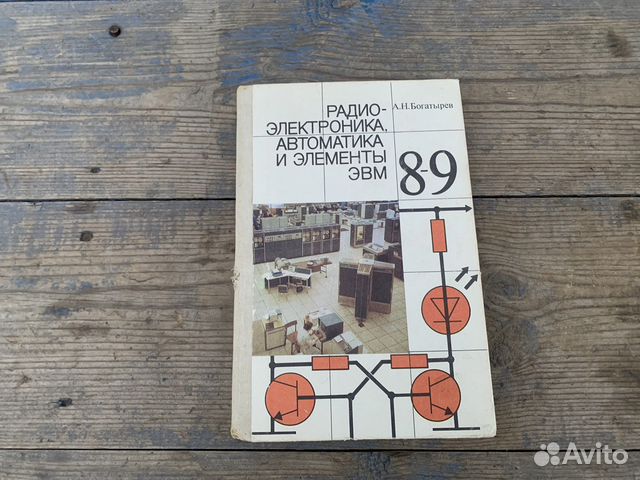 РАДИО-
ЭЛЕКТРОНИКА,
АВТОМАТИКА
И ЭЛЕМЕНТЫ
ЭВМ
А.Н.Богатырев
8-9
Avito